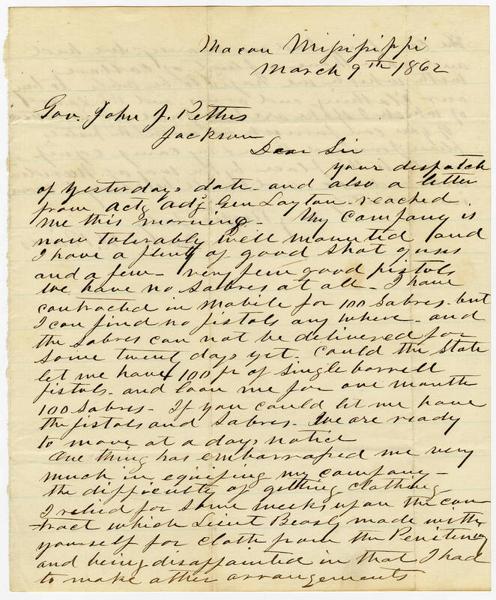 Macon Mississippi
March 9th 1862
Gov. John J. Pettus
Jackson
Dear Sir
your dispatch
of yesterdays date and also a letter
from actg adj Gen Layton reached
me this morning - My company is
now tolerably well mounted and
I have a plenty of good shot guns
and a few - very few good pistols
We have no Sabres at all - I have
contracted in Mobile for 100 Sabres. but
I can find no pistols any where - and
the Sabres can not be delivered for
some twenty days yet. Could the State
let me have 100 pr of single barrell
pistols. and loan me for one month
100 Sabres - If you could let me have
the pistols and Sabres. We are ready
to move at a days notice
One thing has embarrassed me very
much in equiping my company -
the difficulty of getting clothing
I relied for some weeks upon the con
-tract which Lieut Beasly made with
yourself for cloth from the Penitency
and being disappointed in that I had
to make other arrangements